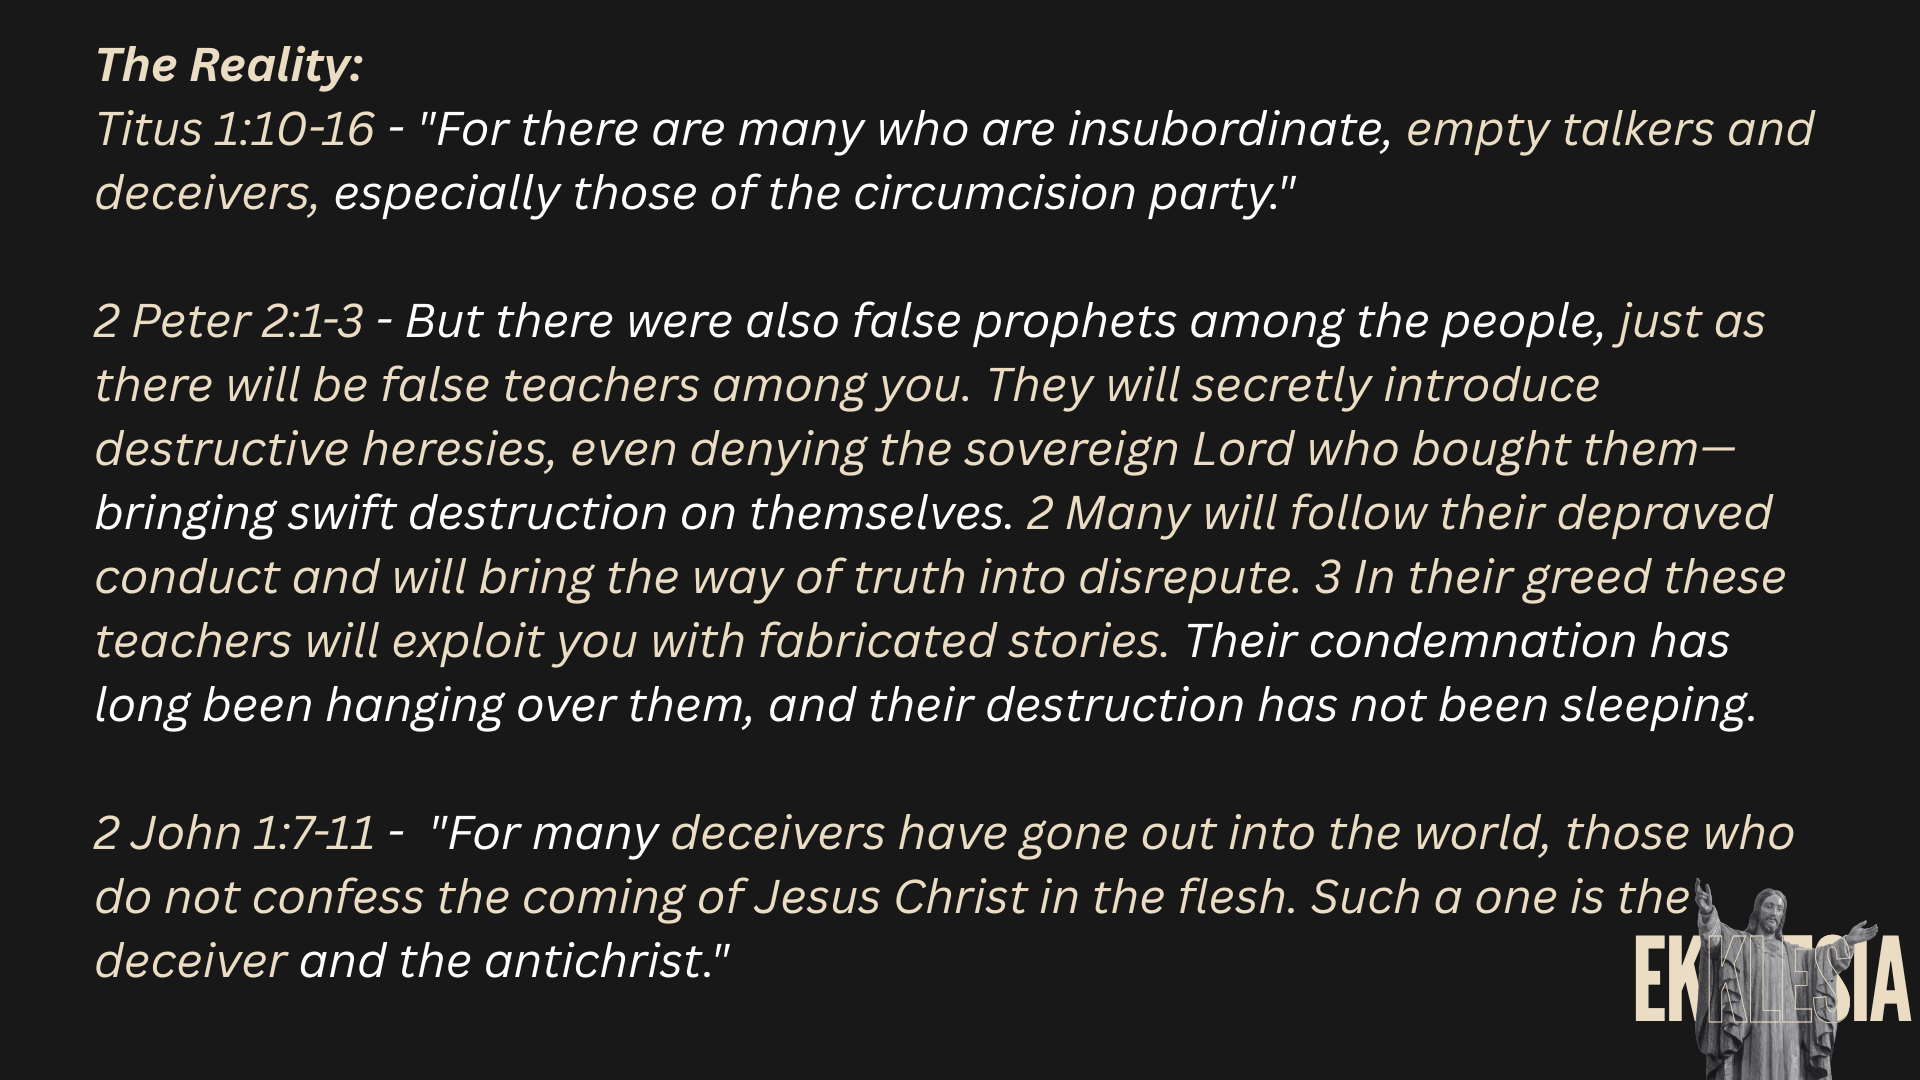 The Reality:
Titus 1:10-16 - "For there are many who are insubordinate, empty talkers and
deceivers, especially those of the circumcision party."
2 Peter 2:1-3 - But there were also false prophets among the people, just as
there will be false teachers among you. They will secretly introduce
destructive heresies, even denying the sovereign Lord who bought them—
bringing swift destruction on themselves. 2 Many will follow their depraved
conduct and will bring the way of truth into disrepute. 3 In their greed these
teachers will exploit you with fabricated stories. Their condemnation has
long been hanging over them, and their destruction has not been sleeping.
2 John 1:7-11 -  "For many deceivers have gone out into the world, those who
do not confess the coming of Jesus Christ in the flesh. Such a one is the
deceiver and the antichrist."
EKKLESIA